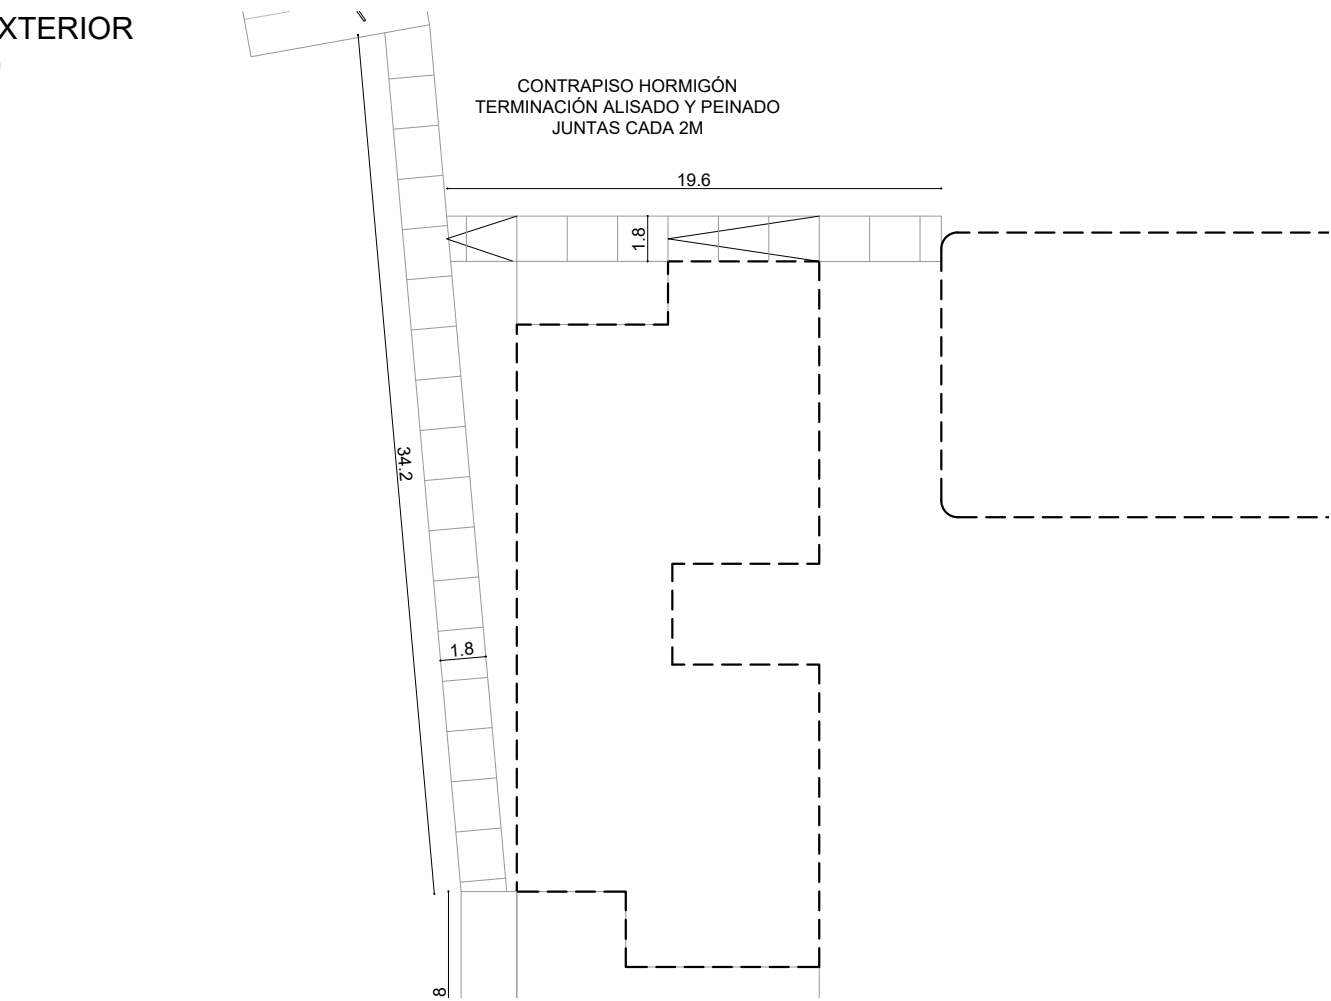 XTERIOR
CONTRAPISO HORMIGÓN
TERMINACIÓN ALISADO Y PEINADO
JUNTAS CADA 2M
19.6
1.8
34.2
1.8
8